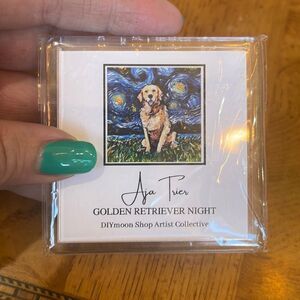 Aja Trier
GOLDEN RETRIEVER NIGHT
DIYmoon Shop Artist Collective